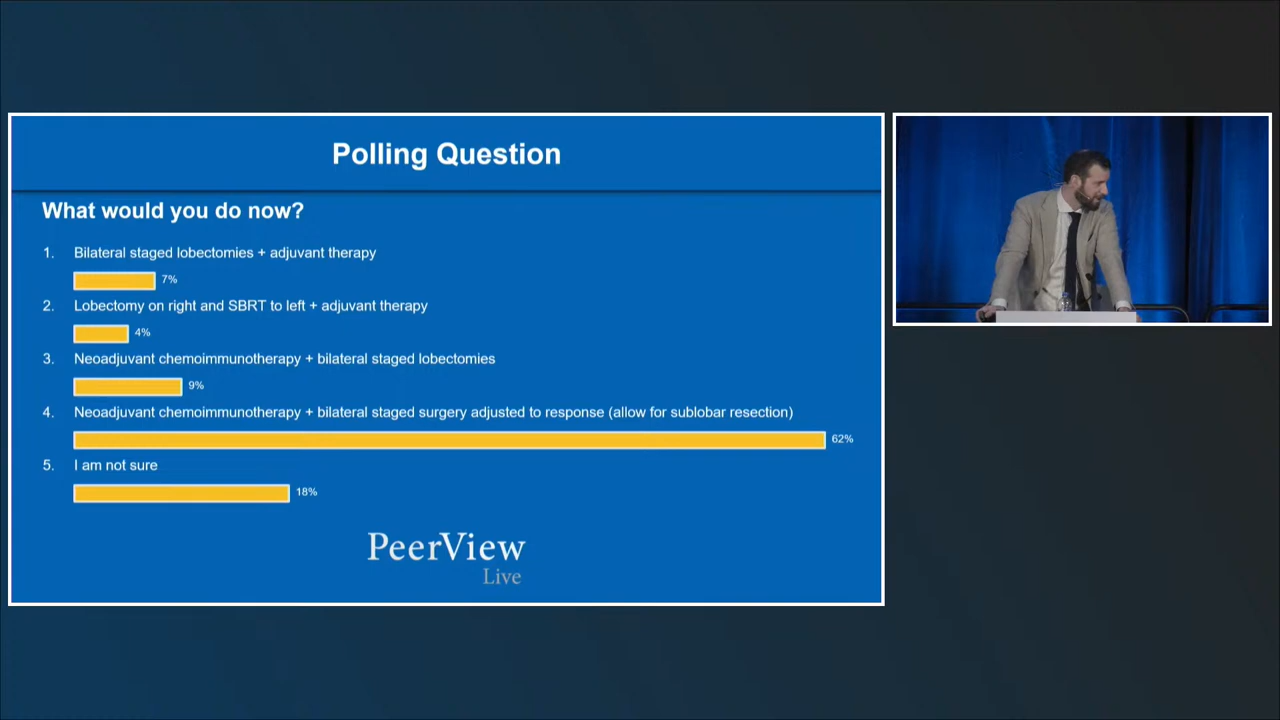 Polling Question
What would you do now?
1. Bilateral staged lobectomies + adjuvant therapy
7%
2. Lobectomy on right and SBRT to left + adjuvant therapy
4%
3. Neoadjuvant chemoimmunotherapy + bilateral staged lobectomies
9%
4. Neoadjuvant chemoimmunotherapy + bilateral staged surgery adjusted to response (allow for sublobar resection)
62%
5. I am not sure
18%
PeerView
Live